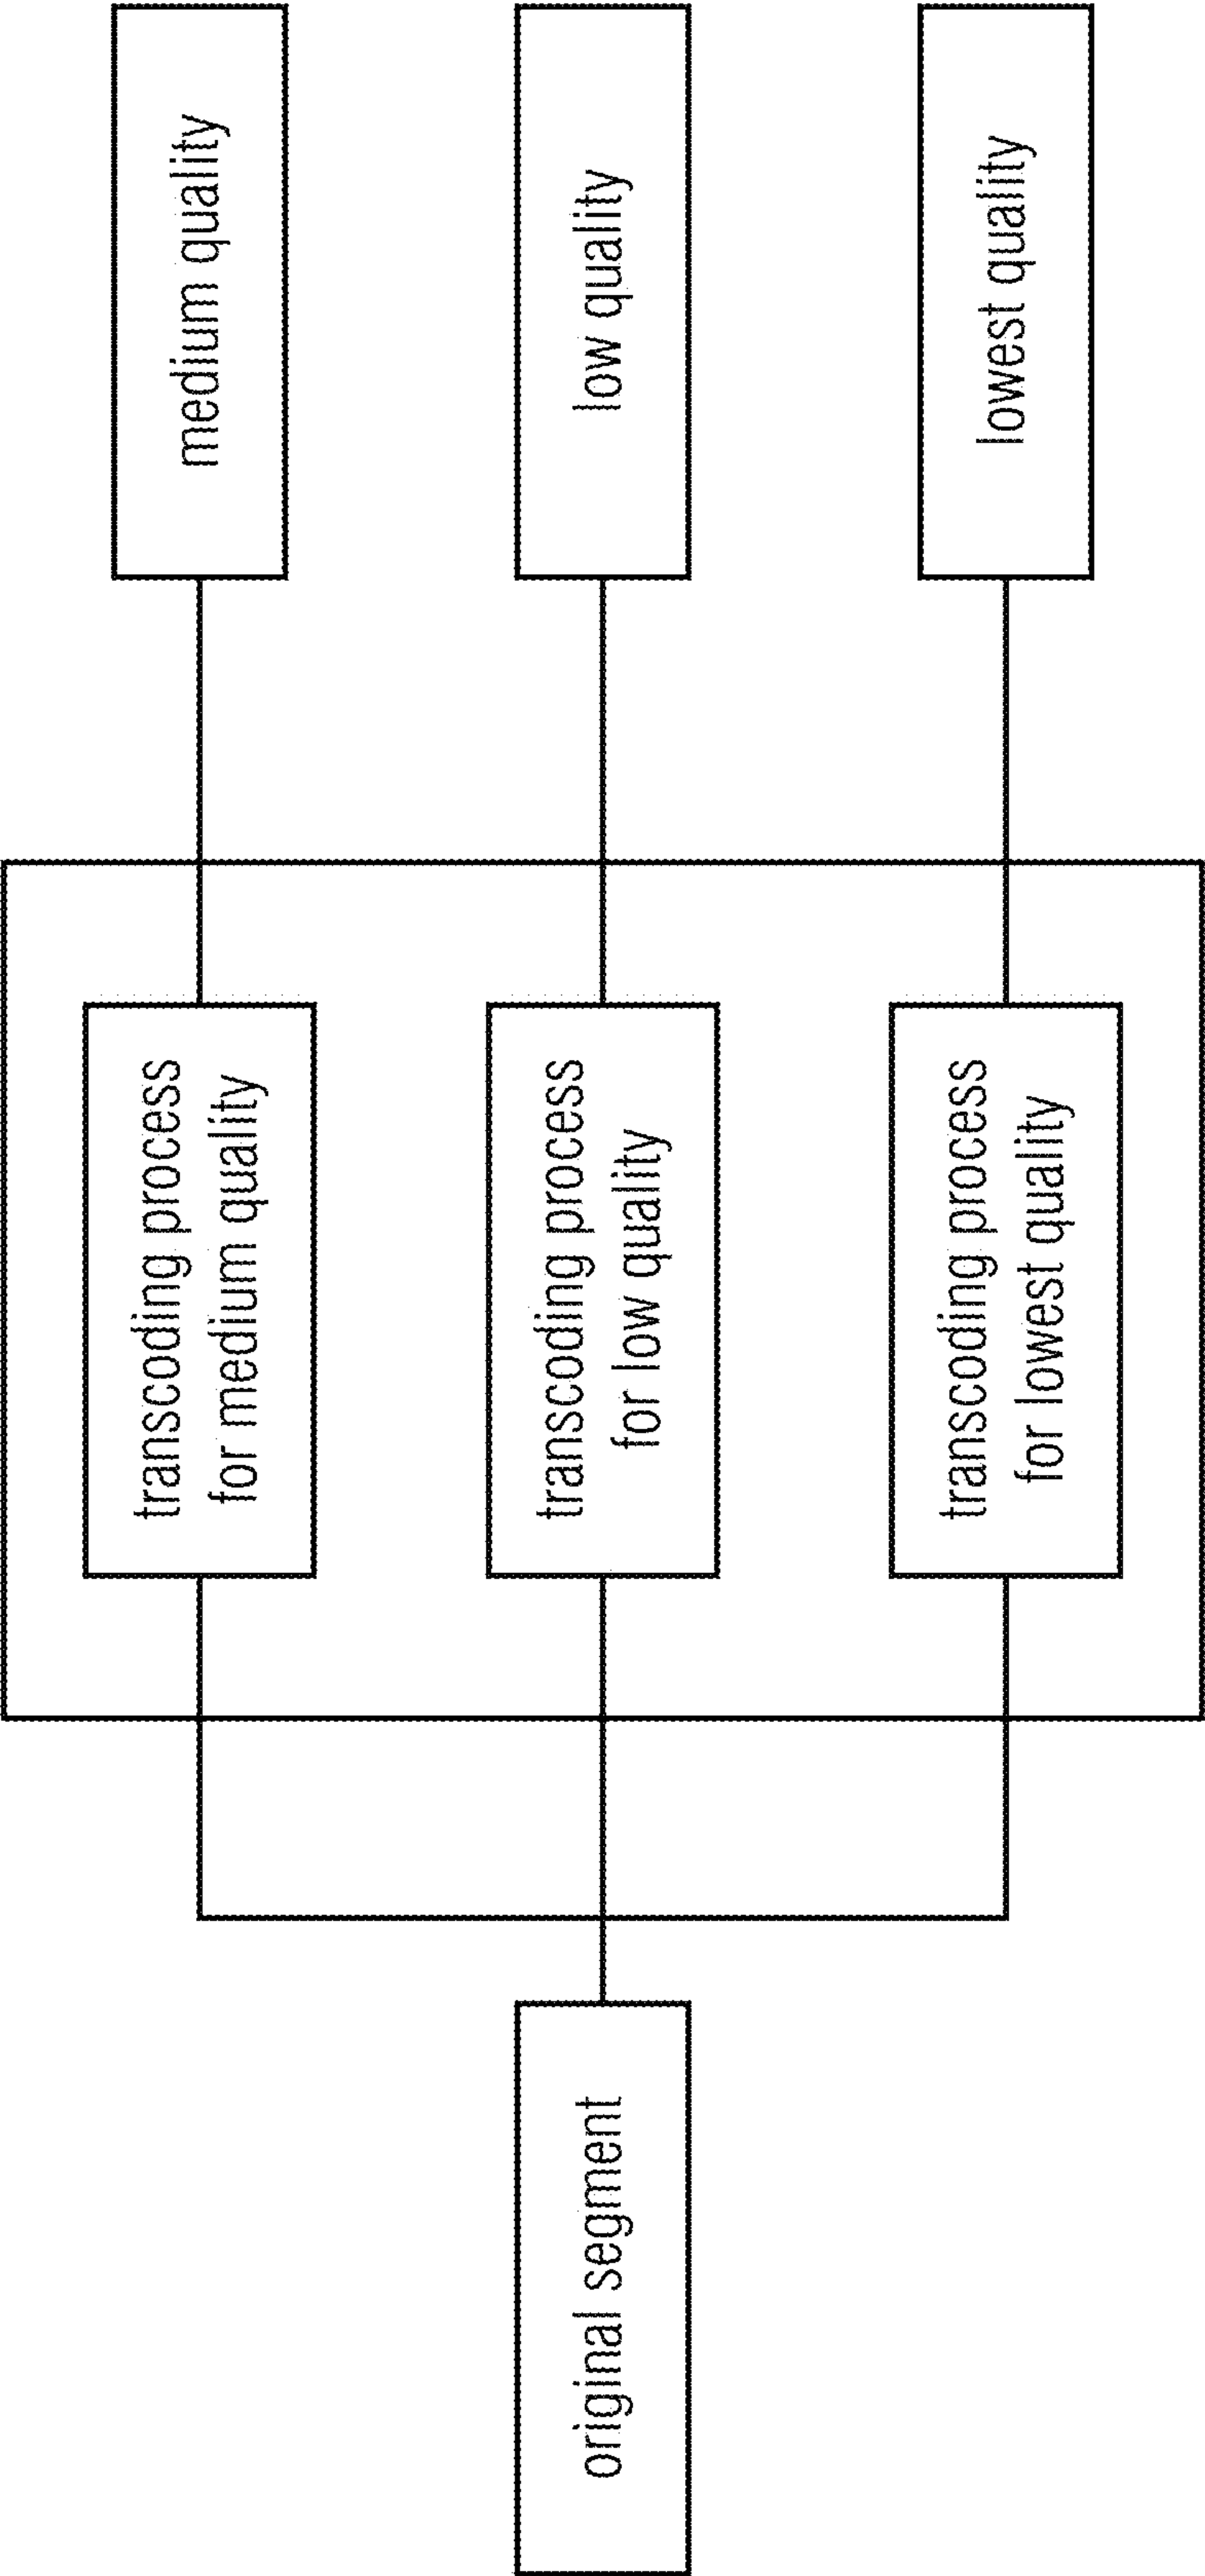 original segment
transcoding process
for medium quality
transcoding process
for low quality
transcoding process
for lowest quality
medium quality
low quality
lowest quality